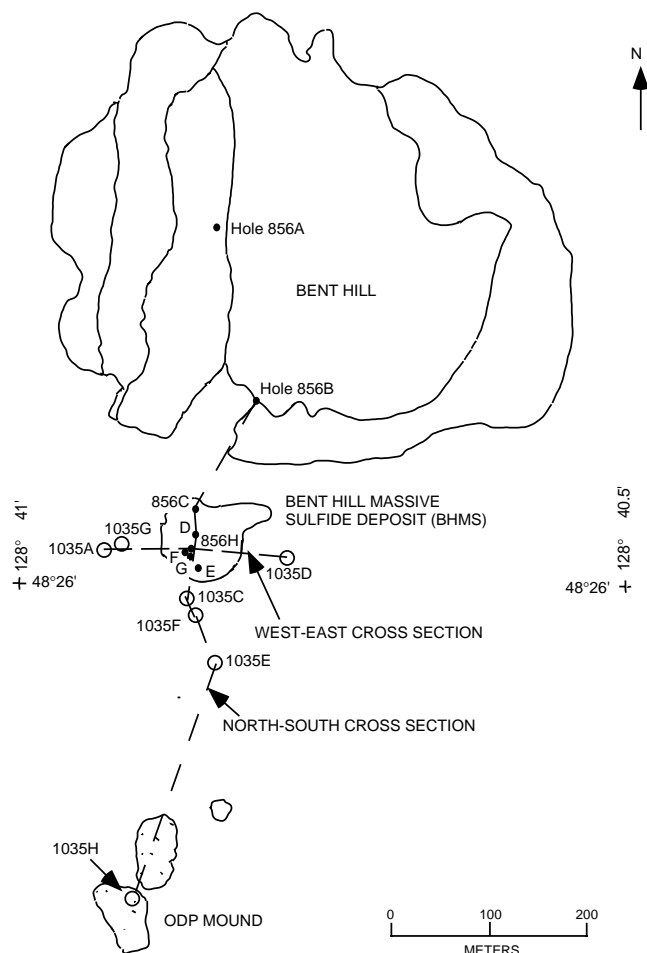 N
Hole 856A
BENT HILL
Hole 856B
856C
BENT HILL MASSIVE
SULFIDE DEPOSIT (BHMS)
41'
128°
40.5'
128°
1035G
D
856H
1035A
F
G
E
1035D
48°26'
48°26'
1035C
1035F
WEST-EAST CROSS SECTION
1035E
NORTH-SOUTH CROSS SECTION
1035H
ODP MOUND
0
100
200
METERS